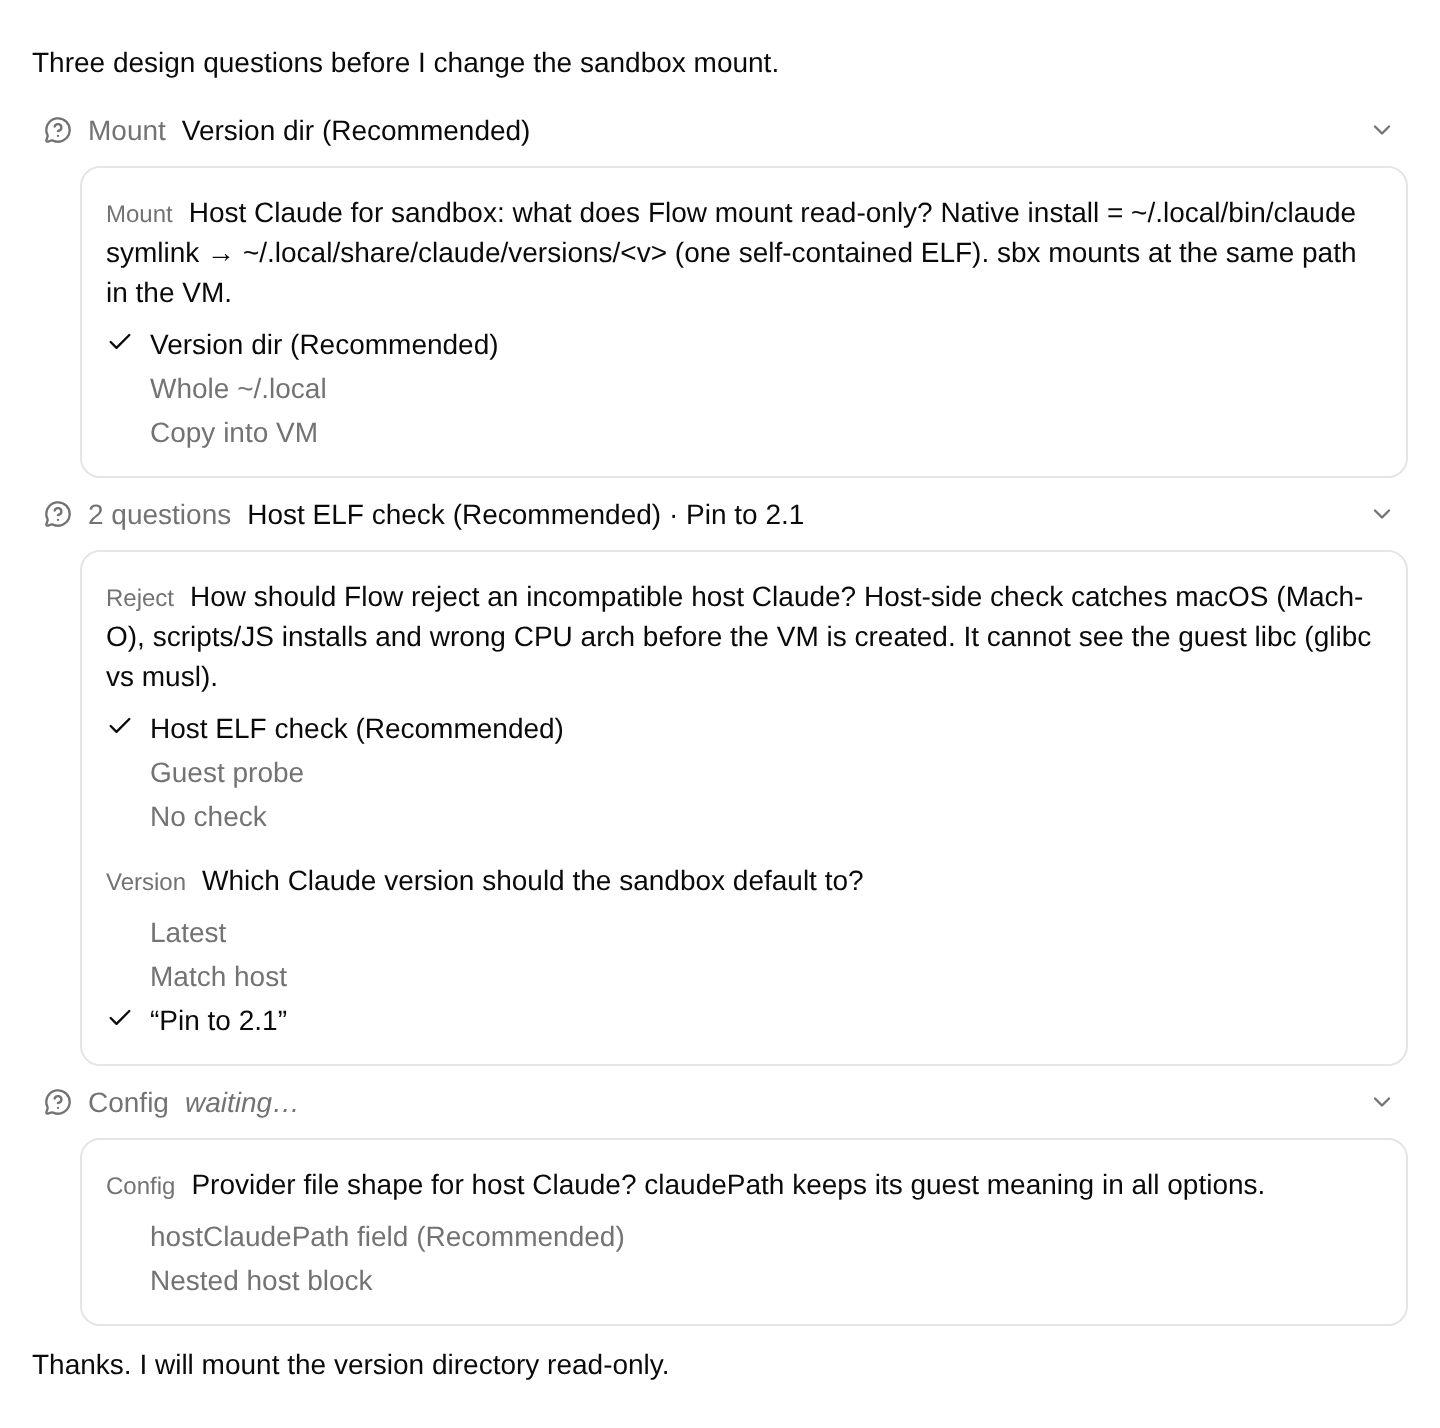 Three design questions before I change the sandbox mount.
Mount Version dir (Recommended)
Mount Host Claude for sandbox: what does Flow mount read-only? Native install = ~/.local/bin/claude
symlink → ~/.local/share/claude/versions/<v> (one self-contained ELF). sbx mounts at the same path
in the VM.
Version dir (Recommended)
Whole ~/.local
Copy into VM
2 questions Host ELF check (Recommended) · Pin to 2.1
Reject How should Flow reject an incompatible host Claude? Host-side check catches macOS (Mach-
O), scripts/JS installs and wrong CPU arch before the VM is created. It cannot see the guest libc (glibc
vs musl).
Host ELF check (Recommended)
Guest probe
No check
Version Which Claude version should the sandbox default to?
Latest
Match host
“Pin to 2.1”
Config waiting…
Config Provider file shape for host Claude? claudePath keeps its guest meaning in all options.
hostClaudePath field (Recommended)
Nested host block
Thanks. I will mount the version directory read-only.